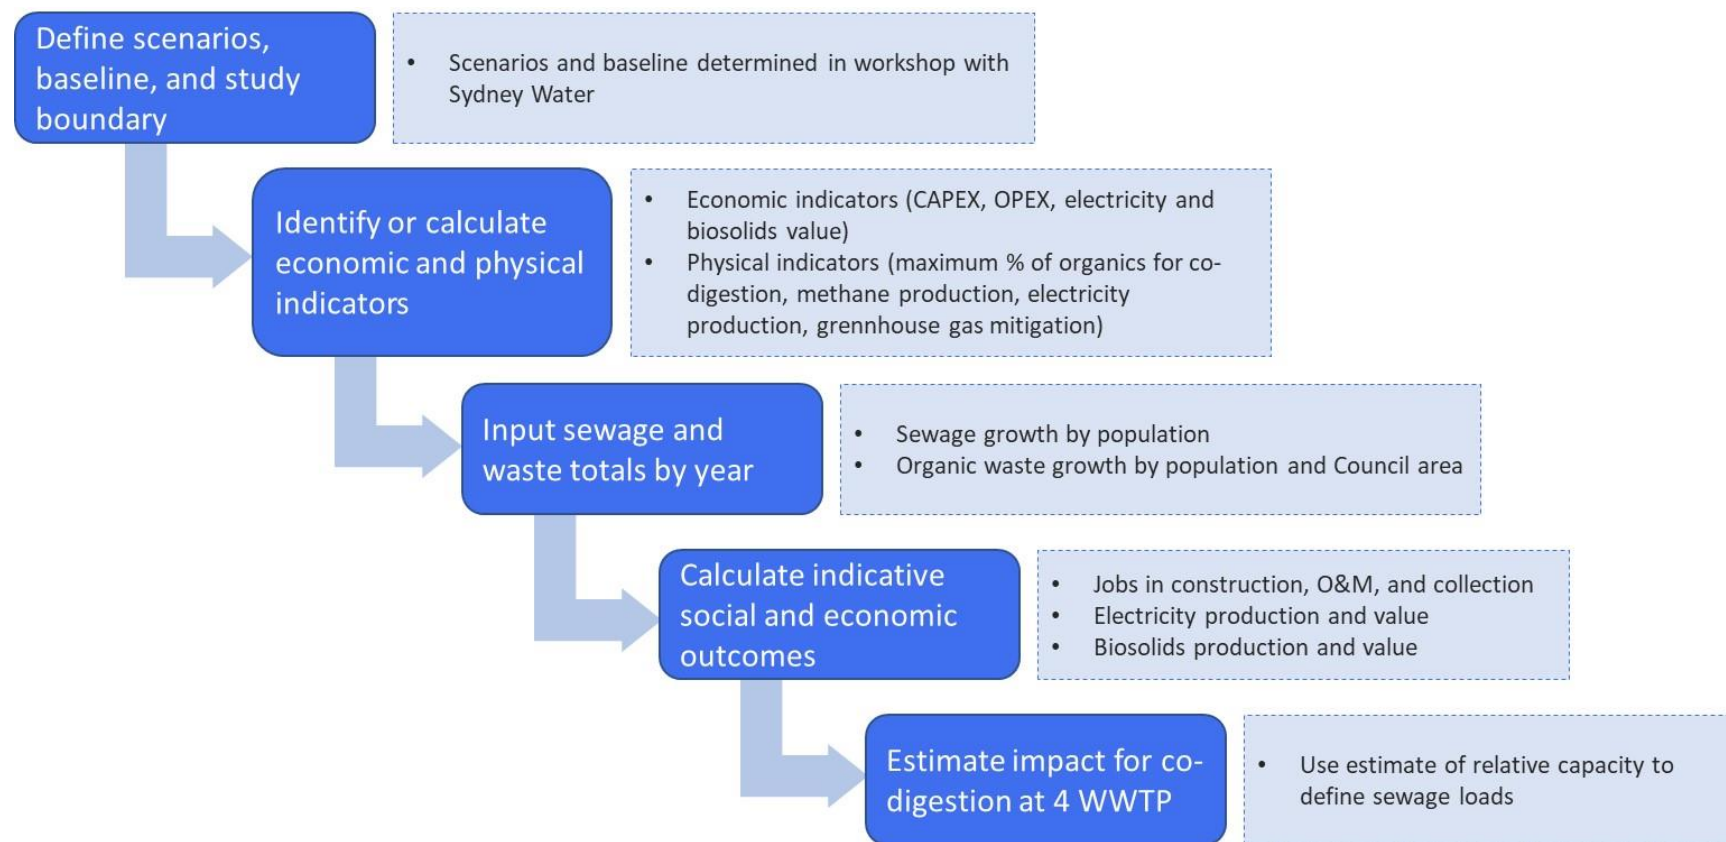 Define scenarios,
baseline, and study
boundary
• Scenarios and baseline determined in workshop with
Sydney Water
Identify or calculate
economic and physical
indicators
• Economic indicators (CAPEX, OPEX, electricity and
biosolids value)
• Physical indicators (maximum % of organics for co-
digestion, methane production, electricity
production, grennhouse gas mitigation)
Input sewage and
waste totals by year
• Sewage growth by population
• Organic waste growth by population and Council area
Calculate indicative
social and economic
outcomes
• Jobs in construction, O&M, and collection
• Electricity production and value
• Biosolids production and value
Estimate impact for co-
digestion at 4 WWTP
• Use estimate of relative capacity to
define sewage loads